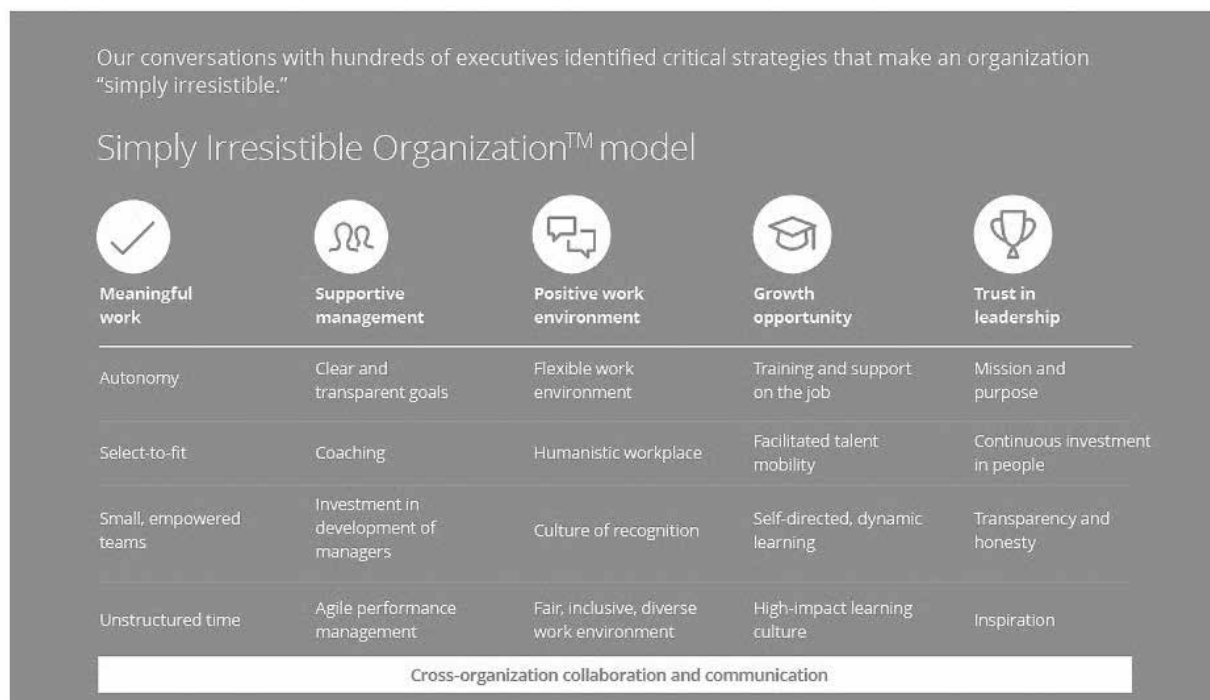 Our conversations with hundreds of executives identified critical strategies that make an organization
“simply irresistible.”
Simply Irresistible Organization™ model
Meaningful
work
Supportive
management
Positive work
environment
Growth
opportunity
Trust in
leadership
Autonomy
Clear and
transparent goals
Flexible work
environment
Training and support
on the job
Mission and
purpose
Select-to-fit
Coaching
Humanistic workplace
Facilitated talent
mobility
Continuous investment
in people
Small, empowered
teams
Investment in
development of
managers
Culture of recognition
Self-directed, dynamic
learning
Transparency and
honesty
Unstructured time
Agile performance
management
Fair, inclusive, diverse
work environment
High-impact learning
culture
Inspiration
Cross-organization collaboration and communication